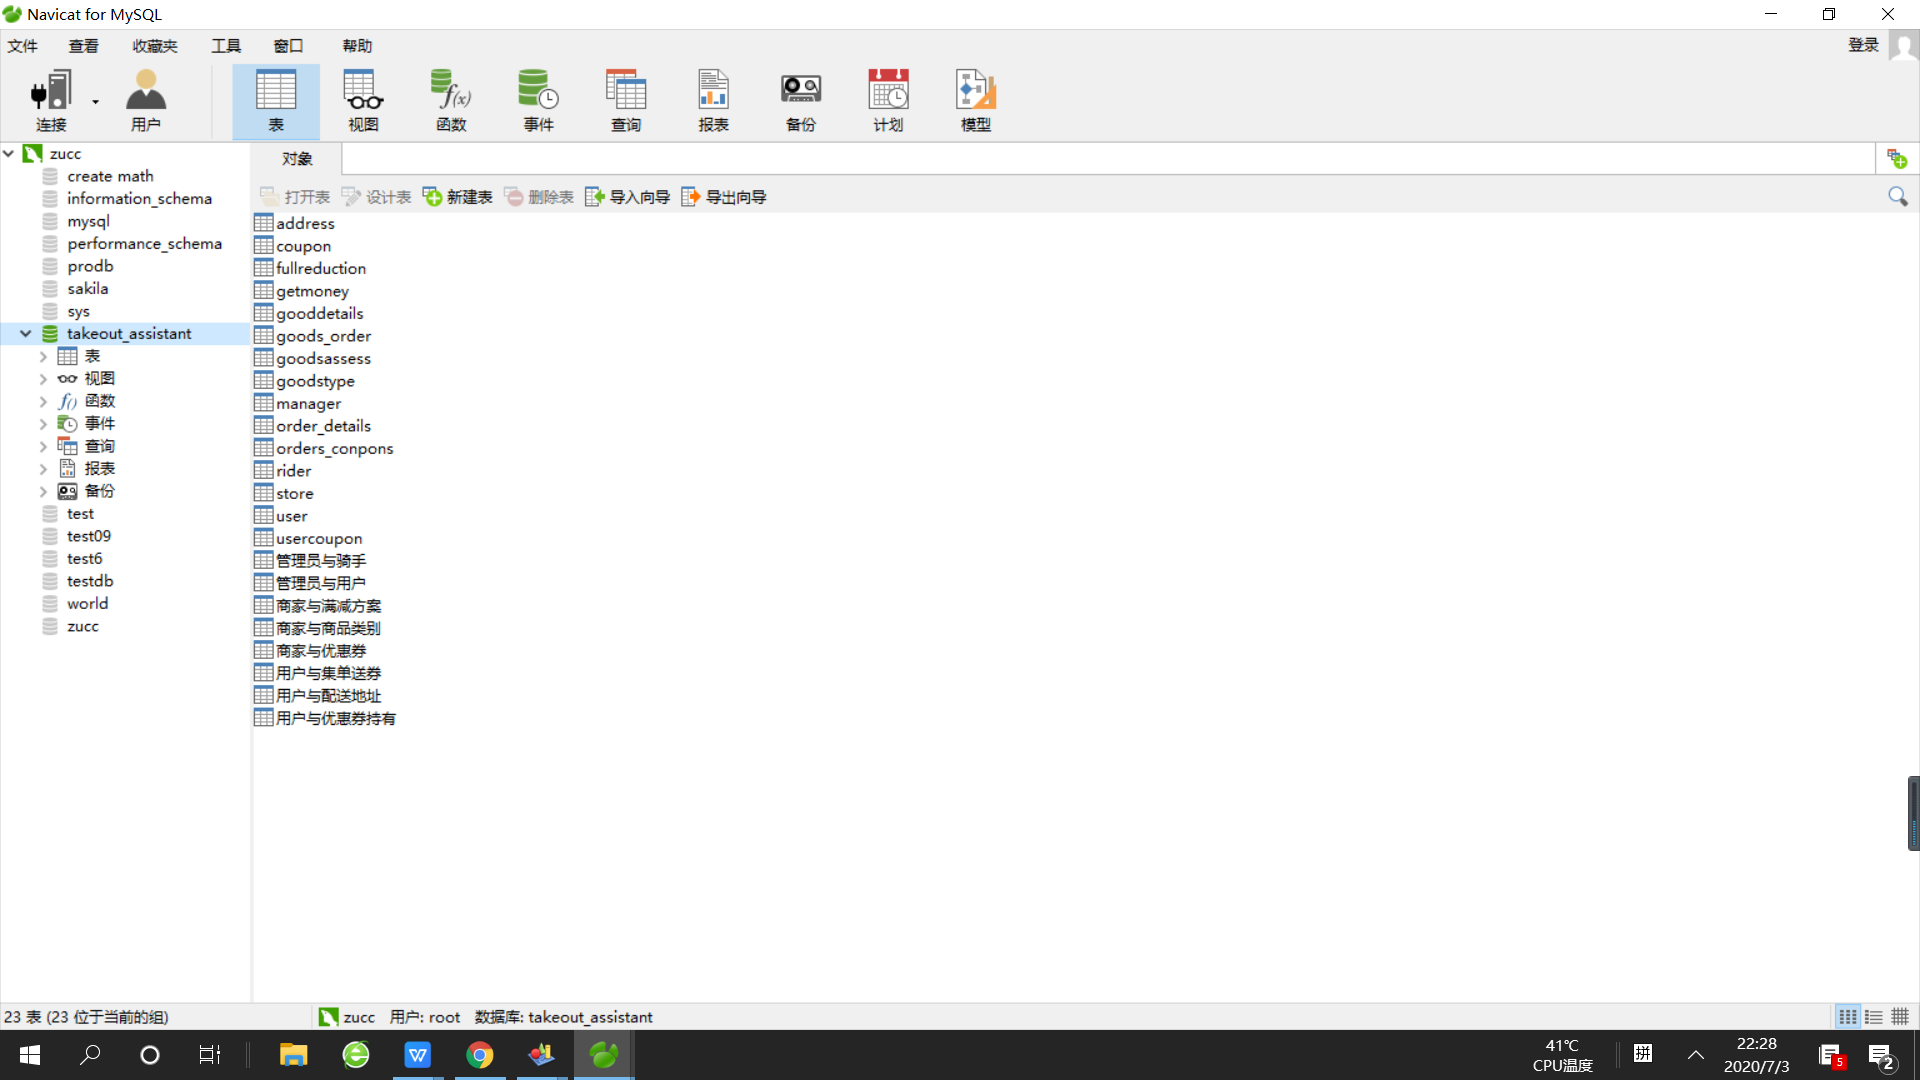 Navicat for MySQL
文件 查看 收藏夹 工具 窗口 帮助 登录
连接 用户 表 视图 函数 事件 查询 报表 备份 计划 模型
zucc
create math
information_schema
mysql
performance_schema
prodb
sakila
sys
takeout_assistant
表
视图
函数
事件
查询
报表
备份
test
test09
test6
testdb
world
zucc
对象
打开表 设计表 新建表 删除表 导入向导 导出向导
address
coupon
fullreduction
getmoney
gooddetails
goods_order
goodsassess
goodstype
manager
order_details
orders_conpons
rider
store
user
usercoupon
管理员与骑手
管理员与用户
商家与满减方案
商家与商品类别
商家与优惠券
用户与集单送券
用户与配送地址
用户与优惠券持有
23 表 (23 位于当前的组) zucc 用户: root 数据库: takeout_assistant
41℃
CPU温度
拼
22:28
2020/7/3
5
2